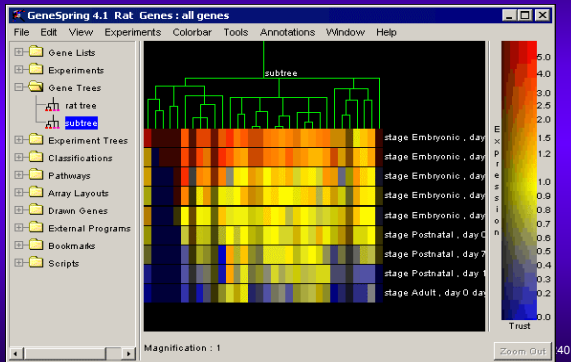 GeneSpring 4.1 Rat Genes : all genes
File Edit View Experiments Colorbar Tools Annotations Window Help
Gene Lists
Experiments
Gene Trees
rat tree
subtree
Experiment Trees
Classifications
Pathways
Array Layouts
Drawn Genes
External Programs
Bookmarks
Scripts
subtree
stage Embryonic , day
stage Embryonic , day
stage Embryonic , day
stage Embryonic , day
stage Embryonic , day
stage Postnatal , day 0
stage Postnatal , day 7
stage Postnatal , day 1
stage Adult , day 0 day
Magnification : 1
Expression
5.0
4.0
3.0
2.5
2.0
1.5
1.2
1.0
0.9
0.8
0.7
0.6
0.5
0.4
0.3
0.2
0.0
Trust
Zoom Out
40